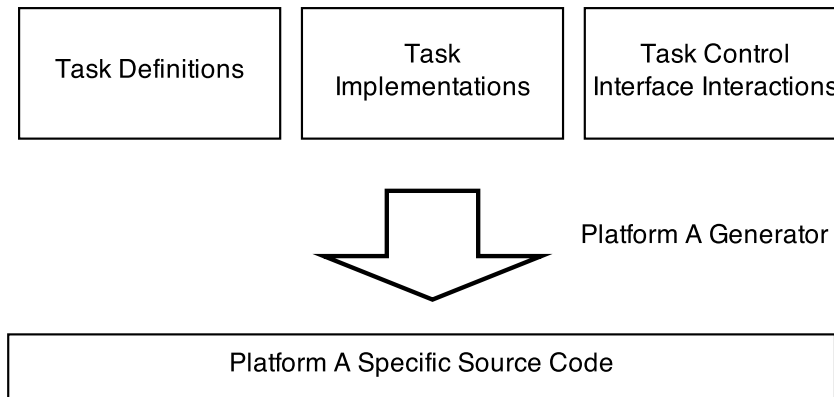 Task Definitions
Task
Implementations
Task Control
Interface Interactions
Platform A Generator
Platform A Specific Source Code